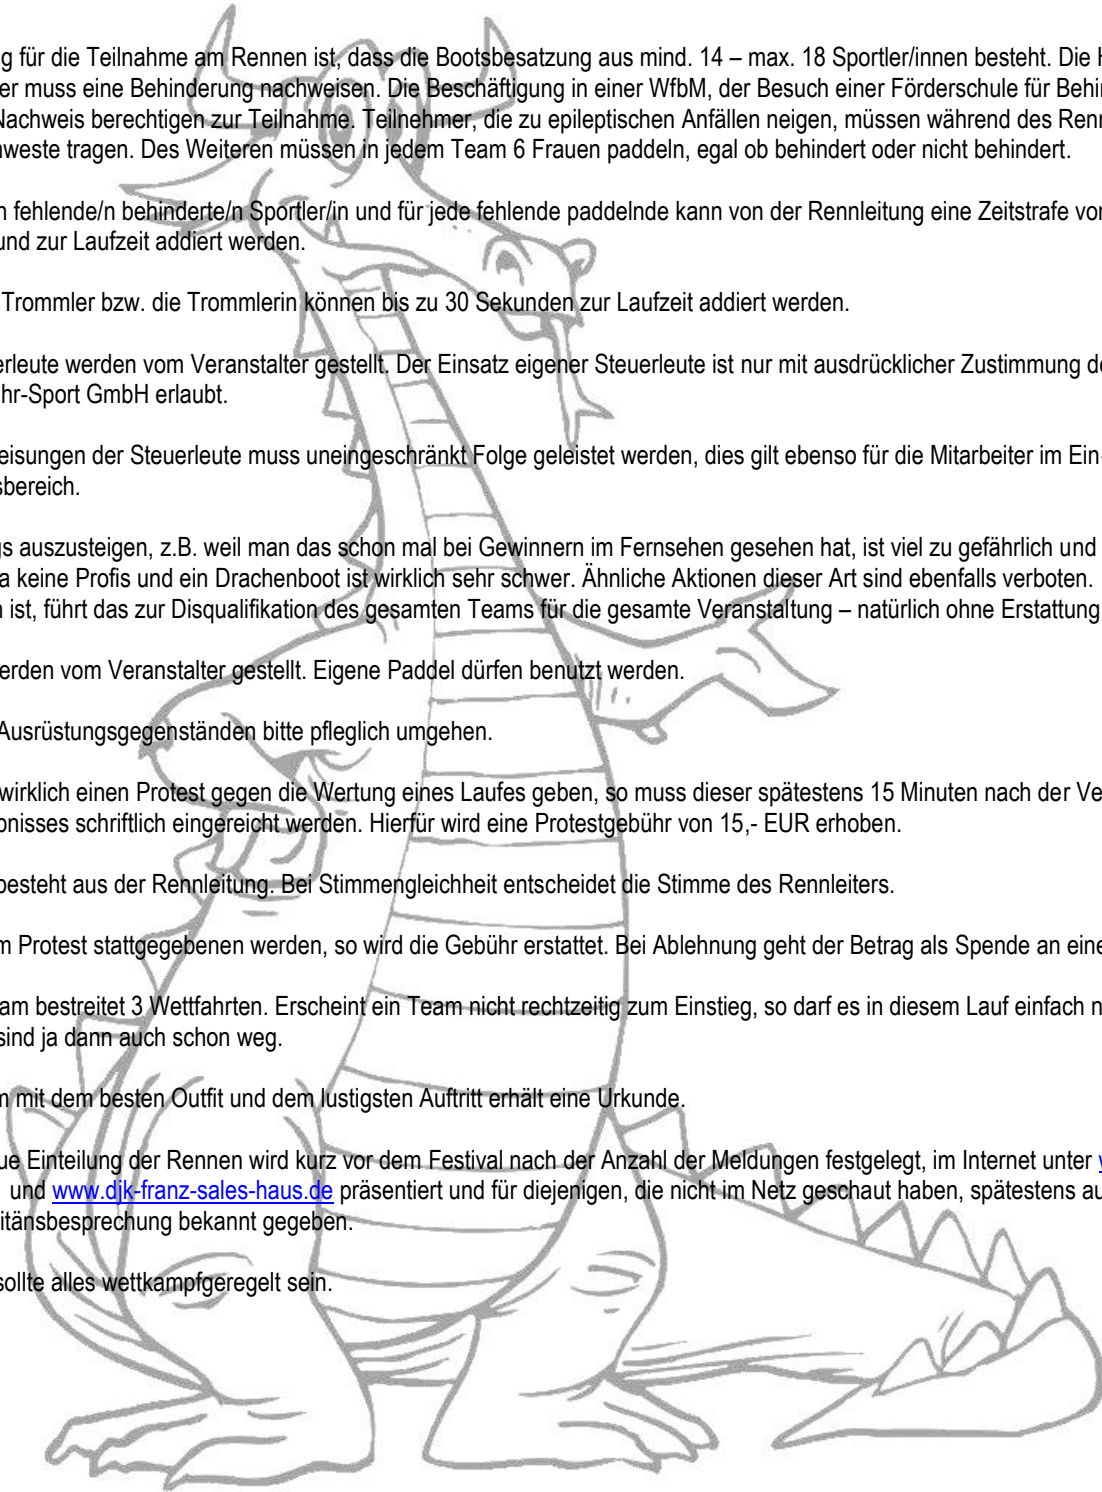 g für die Teilnahme am Rennen ist, dass die Bootsbesatzung aus mind. 14 – max. 18 Sportler/innen besteht. Die H
er muss eine Behinderung nachweisen. Die Beschäftigung in einer WfbM, der Besuch einer Förderschule für Behin
Nachweis berechtigen zur Teilnahme. Teilnehmer, die zu epileptischen Anfällen neigen, müssen während des Renn
nweste tragen. Des Weiteren müssen in jedem Team 6 Frauen paddeln, egal ob behindert oder nicht behindert.
n fehlende/n behinderte/n Sportler/in und für jede fehlende paddelnde kann von der Rennleitung eine Zeitstrafe von
und zur Laufzeit addiert werden.
Trommler bzw. die Trommlerin können bis zu 30 Sekunden zur Laufzeit addiert werden.
erleute werden vom Veranstalter gestellt. Der Einsatz eigener Steuerleute ist nur mit ausdrücklicher Zustimmung de
hr-Sport GmbH erlaubt.
eisungen der Steuerleute muss uneingeschränkt Folge geleistet werden, dies gilt ebenso für die Mitarbeiter im Ein-
sbereich.
gs auszusteigen, z.B. weil man das schon mal bei Gewinnern im Fernsehen gesehen hat, ist viel zu gefährlich und
a keine Profis und ein Drachenboot ist wirklich sehr schwer. Ähnliche Aktionen dieser Art sind ebenfalls verboten.
n ist, führt das zur Disqualifikation des gesamten Teams für die gesamte Veranstaltung – natürlich ohne Erstattung
erden vom Veranstalter gestellt. Eigene Paddel dürfen benutzt werden.
Ausrüstungsgegenständen bitte pfleglich umgehen.
wirklich einen Protest gegen die Wertung eines Laufes geben, so muss dieser spätestens 15 Minuten nach der Ve
bnisses schriftlich eingereicht werden. Hierfür wird eine Protestgebühr von 15,- EUR erhoben.
besteht aus der Rennleitung. Bei Stimmengleichheit entscheidet die Stimme des Rennleiters.
m Protest stattgegebenen werden, so wird die Gebühr erstattet. Bei Ablehnung geht der Betrag als Spende an eine
am bestreitet 3 Wettfahrten. Erscheint ein Team nicht rechtzeitig zum Einstieg, so darf es in diesem Lauf einfach n
sind ja dann auch schon weg.
m mit dem besten Outfit und dem lustigsten Auftritt erhält eine Urkunde.
ue Einteilung der Rennen wird kurz vor dem Festival nach der Anzahl der Meldungen festgelegt, im Internet unter w
und www.djk-franz-sales-haus.de präsentiert und für diejenigen, die nicht im Netz geschaut haben, spätestens au
itänsbesprechung bekannt gegeben.
sollte alles wettkampfgeregelt sein.